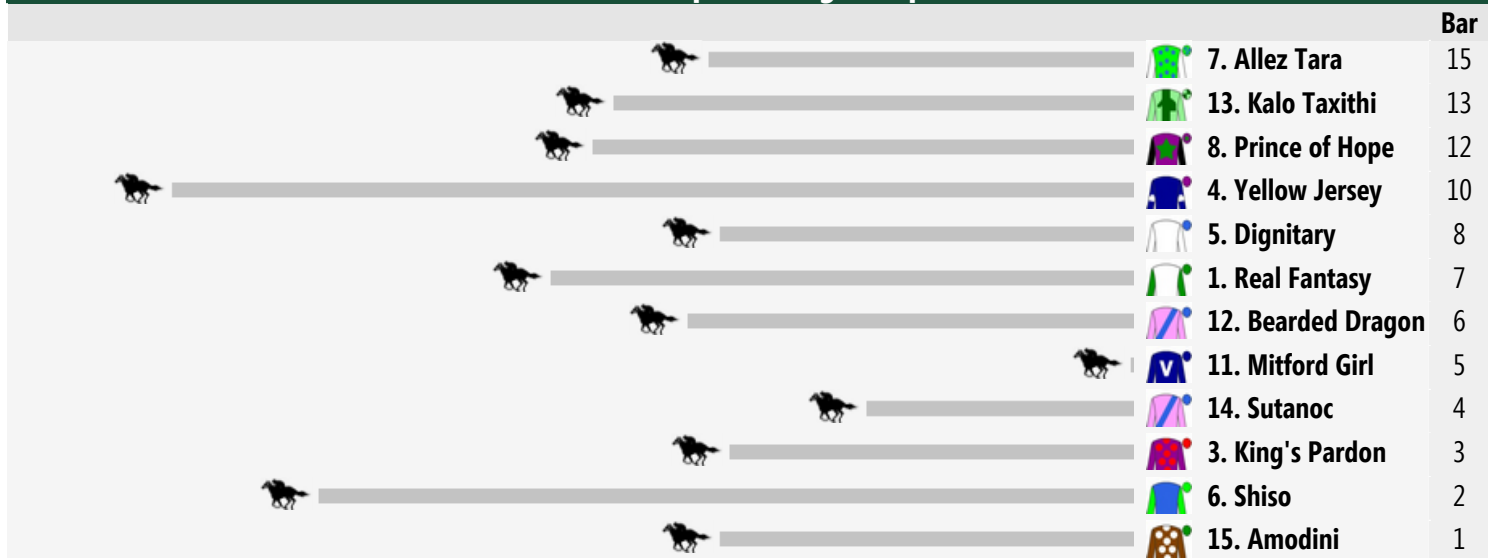 Bar
7. Allez Tara 15
13. Kalo Taxithi 13
8. Prince of Hope 12
4. Yellow Jersey 10
5. Dignitary 8
1. Real Fantasy 7
12. Bearded Dragon 6
V 11. Mitford Girl 5
14. Sutanoc 4
3. King's Pardon 3
6. Shiso 2
15. Amodini 1